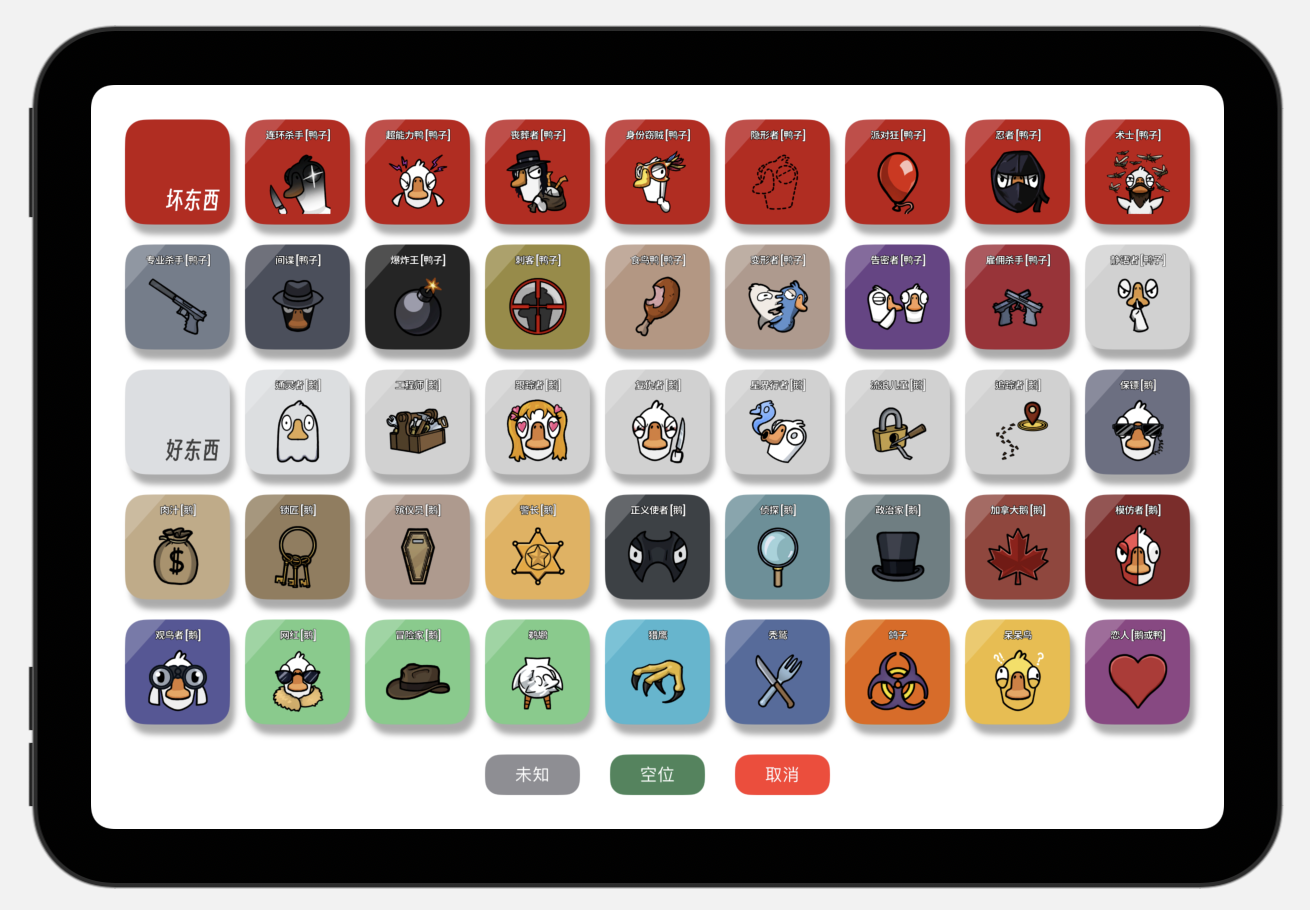 坏东西
连环杀手[鸭子]
超能力鸭[鸭子]
丧葬者[鸭子]
身份窃贼[鸭子]
隐形者[鸭子]
派对狂[鸭子]
忍者[鸭子]
术士[鸭子]
专业杀手[鸭子]
间谍[鸭子]
爆炸王[鸭子]
刺客[鸭子]
食鸟鸭[鸭子]
变形者[鸭子]
告密者[鸭子]
雇佣杀手[鸭子]
静语者[鸭子]
好东西
通灵者[鹅]
工程师[鹅]
跟踪者[鹅]
复仇者[鹅]
星界行者[鹅]
流浪儿童[鹅]
追踪者[鹅]
保镖[鹅]
肉汁[鹅]
锁匠[鹅]
殡仪员[鹅]
警长[鹅]
正义使者[鹅]
侦探[鹅]
政治家[鹅]
加拿大鹅[鹅]
模仿者[鹅]
观鸟者[鹅]
网红[鹅]
冒险家[鹅]
鹈鹕
猎鹰
秃鹫
鸽子
呆呆鸟
恋人[鹅或鸭]
未知
空位
取消